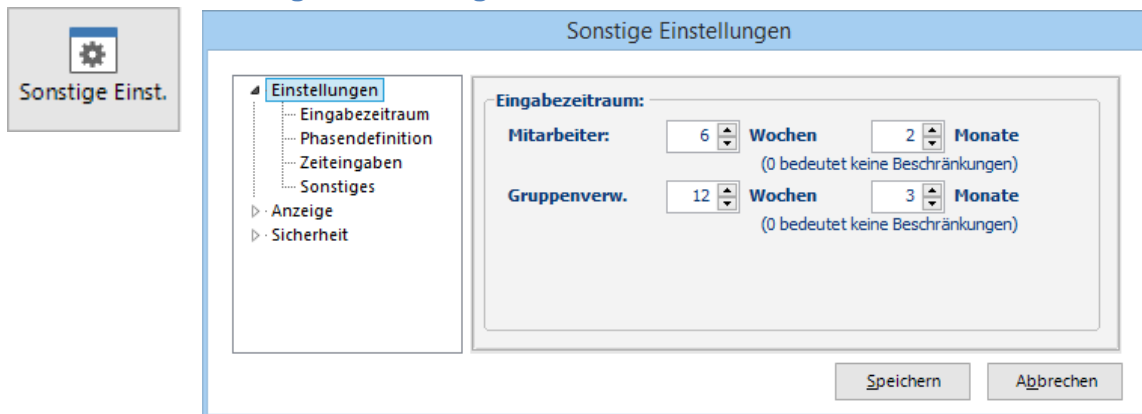 Sonstige Einst.
Sonstige Einstellungen
Einstellungen
Eingabezeitraum
Phasendefinition
Zeiteingaben
Sonstiges
Anzeige
Sicherheit
Eingabezeitraum:
Mitarbeiter: 6 Wochen 2 Monate
(0 bedeutet keine Beschränkungen)
Gruppenverw. 12 Wochen 3 Monate
(0 bedeutet keine Beschränkungen)
Speichern Abbrechen